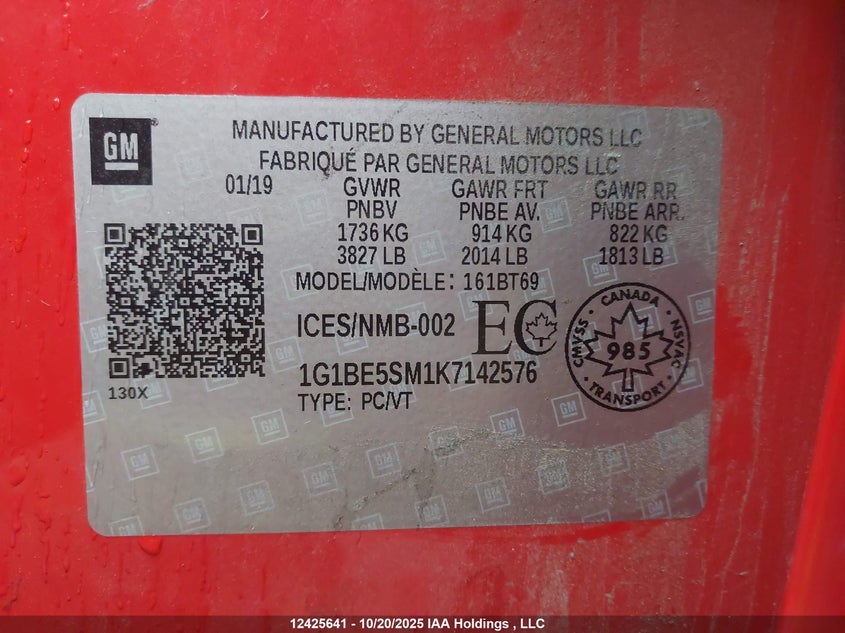 GM
MANUFACTURED BY GENERAL MOTORS LLC
FABRIQUÉ PAR GENERAL MOTORS LLC
01/19 GVWR GAWR FRT GAWR RR
PNBV PNBE AV. PNBE ARR.
1736 KG 914 KG 822 KG
3827 LB 2014 LB 1813 LB
MODEL/MODÈLE: 161BT69
ICES/NMB-002 EC
CANADA
CMVSS 985 NSVAC
TRANSPORT
1G1BE5SM1K7142576
130X
TYPE: PC/VT
12425641 - 10/20/2025 IAA Holdings , LLC